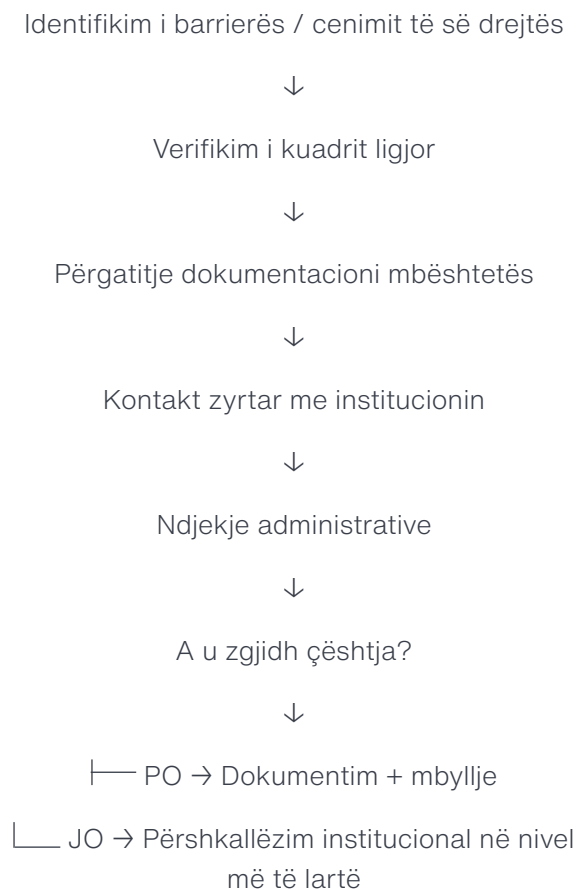 Identifikim i barrierës / cenimit të së drejtës
↓
Verifikim i kuadrit ligjor
↓
Përgatitje dokumentacioni mbështetës
↓
Kontakt zyrtar me institucionin
↓
Ndjekje administrative
↓
A u zgjidh çështja?
↓
├── PO → Dokumentim + mbyllje
└── JO → Përshkallëzim institucional në nivel
më të lartë